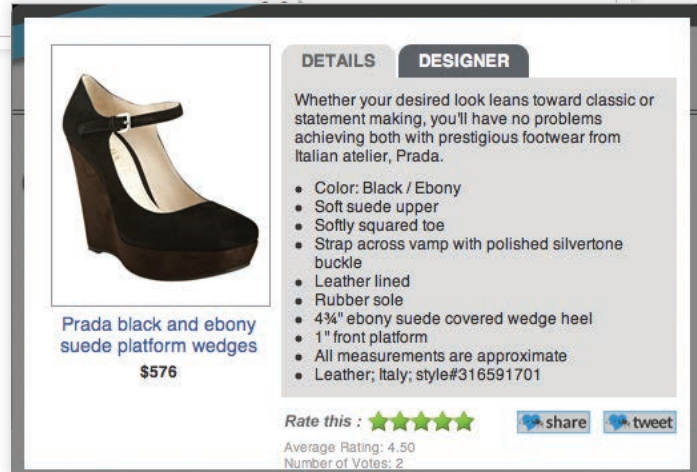 DETAILS
DESIGNER
Whether your desired look leans toward classic or
statement making, you'll have no problems
achieving both with prestigious footwear from
Italian atelier, Prada.
• Color: Black / Ebony
• Soft suede upper
• Softly squared toe
• Strap across vamp with polished silvertone
buckle
• Leather lined
• Rubber sole
• 4¾" ebony suede covered wedge heel
• 1" front platform
• All measurements are approximate
• Leather; Italy; style#316591701
Prada black and ebony
suede platform wedges
$576
Rate this :
share
tweet
Average Rating: 4.50
Number of Votes: 2